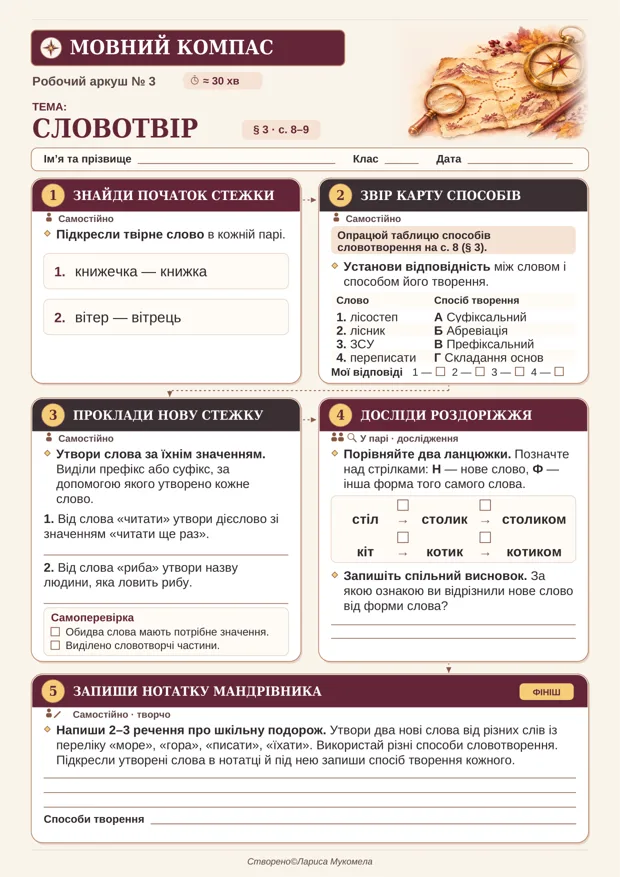 МОВНИЙ КОМПАС
Робочий аркуш № 3
≈ 30 хв
ТЕМА:
СЛОВОТВІР
§ 3 · с. 8–9
Ім’я та прізвище ______ Клас ______ Дата ______
1 ЗНАЙДИ ПОЧАТОК СТЕЖКИ
Самостійно
Підкресли твірне слово в кожній парі.
1. книжечка — книжка
2. вітер — вітрець
2 ЗВІР КАРТУ СПОСОБІВ
Самостійно
Опрацюй таблицю способів
словотворення на с. 8 (§ 3).
Установи відповідність між словом і
способом його творення.
Слово Спосіб творення
1. лісостеп А Суфіксальний
2. лісник Б Абревіація
3. ЗСУ В Префіксальний
4. переписати Г Складання основ
Мої відповіді 1 — ☐ 2 — ☐ 3 — ☐ 4 — ☐
3 ПРОКЛАДИ НОВУ СТЕЖКУ
Самостійно
Утвори слова за їхнім значенням.
Виділи префікс або суфікс, за
допомогою якого утворено кожне
слово.
1. Від слова «читати» утвори дієслово зі
значенням «читати ще раз».
2. Від слова «риба» утвори назву
людини, яка ловить рибу.
Самоперевірка
☐ Обидва слова мають потрібне значення.
☐ Виділено словотворчі частини.
4 ДОСЛІДИ РОЗДОРІЖЖЯ
У парі · дослідження
Порівняйте два ланцюжки. Позначте
над стрілками: Н — нове слово, Ф —
інша форма того самого слова.
стіл → столик → столиком
кіт → котик → котиком
Запишіть спільний висновок. За
якою ознакою ви відрізнили нове слово
від форми слова?
5 ЗАПИШИ НОТАТКУ МАНДРІВНИКА
ФІНІШ
Самостійно · творчо
Напиши 2–3 речення про шкільну подорож. Утвори два нові слова від різних слів із
переліку «море», «гора», «писати», «їхати». Використай різні способи словотворення.
Підкресли утворені слова в нотатці й під нею запиши спосіб творення кожного.
Способи творення ______
Створено©Лариса Мукомела